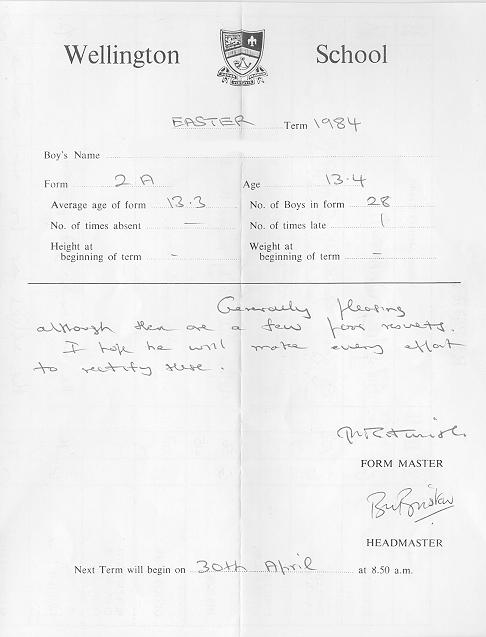 Wellington School
EASTER Term 1984
Boy's Name
Form 2 A Age 13.4
Average age of form 13.3 No. of Boys in form 28
No. of times absent — No. of times late 1
Height at Weight at
beginning of term - beginning of term —
Generally pleasing
although there are a few poor results.
I hope he will make every effort
to rectify these.
FORM MASTER
HEADMASTER
Next Term will begin on 30th April at 8.50 a.m.